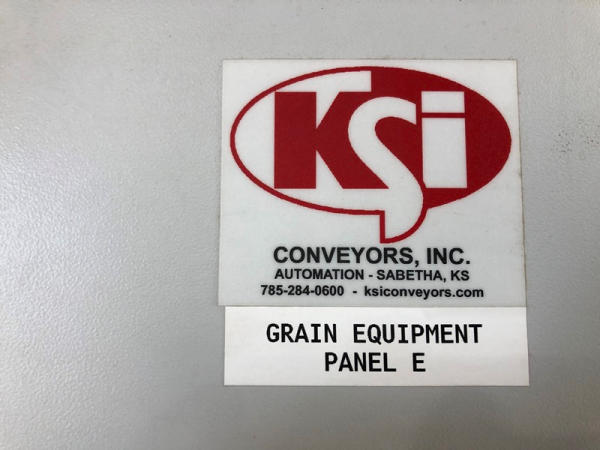 KSi
CONVEYORS, INC.
AUTOMATION - SABETHA, KS
785-284-0600 - ksiconveyors.com
GRAIN EQUIPMENT
PANEL E